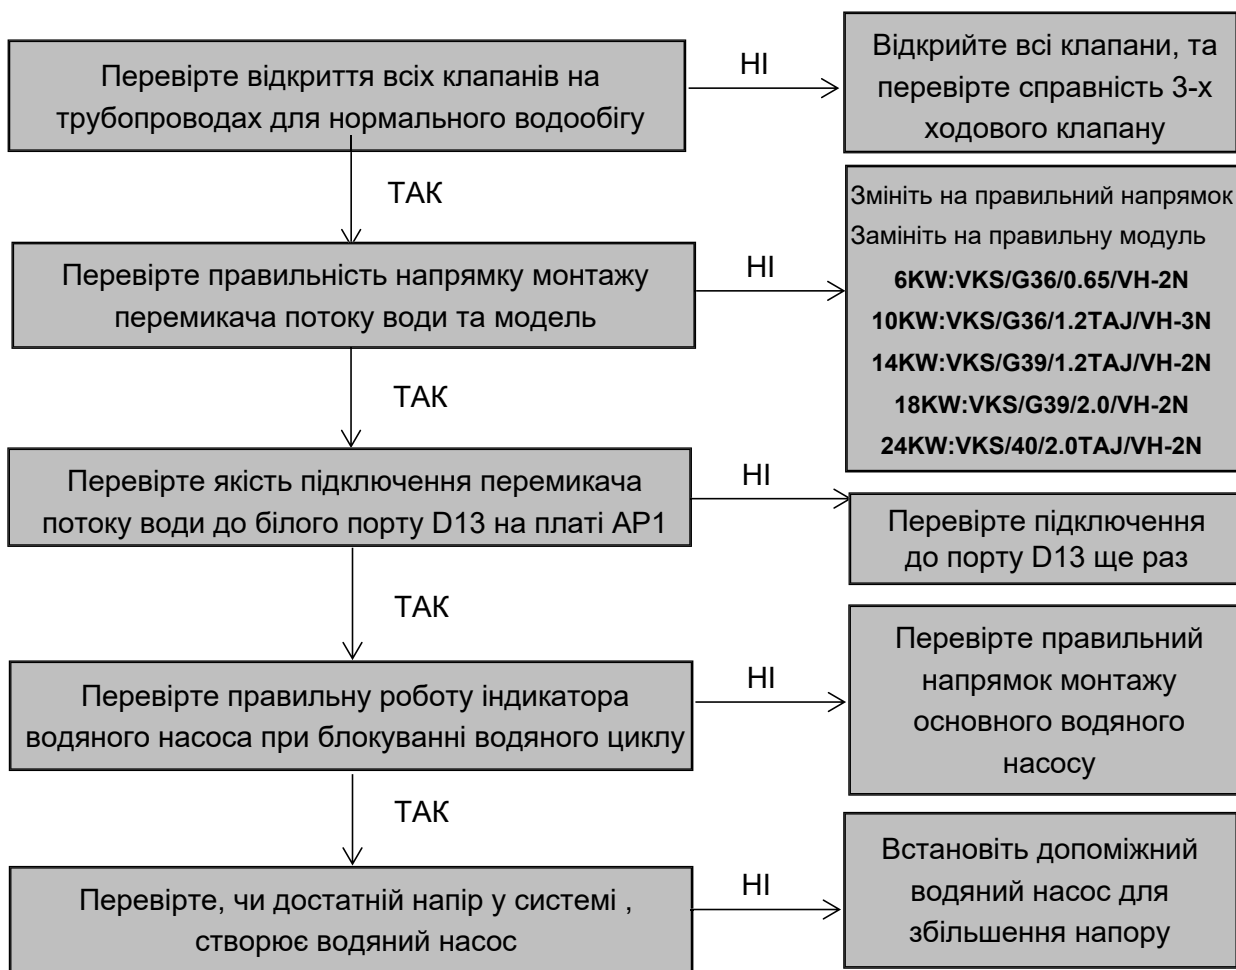 Перевірте відкриття всіх клапанів на
трубопроводах для нормального водообігу
НІ
Відкрийте всі клапани, та
перевірте справність 3-х
ходового клапану
ТАК
Перевірте правильність напрямку монтажу
перемикача потоку води та модель
НІ
Змініть на правильний напрямок
Замініть на правильну модуль
6KW:VKS/G36/0.65/VH-2N
10KW:VKS/G36/1.2TAJ/VH-3N
14KW:VKS/G39/1.2TAJ/VH-2N
18KW:VKS/G39/2.0/VH-2N
24KW:VKS/40/2.0TAJ/VH-2N
ТАК
Перевірте якість підключення перемикача
потоку води до білого порту D13 на платі AP1
НІ
Перевірте підключення
до порту D13 ще раз
ТАК
Перевірте правильну роботу індикатора
водяного насоса при блокуванні водяного циклу
НІ
Перевірте правильний
напрямок монтажу
основного водяного
насосу
ТАК
Перевірте, чи достатній напір у системі ,
створює водяний насос
НІ
Встановіть допоміжний
водяний насос для
збільшення напору